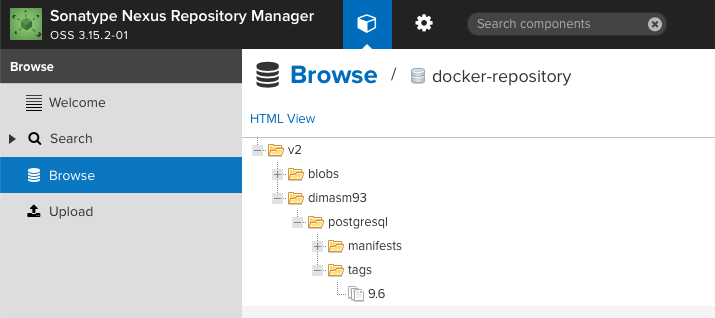 Sonatype Nexus Repository Manager
OSS 3.15.2-01
Search components
Browse
Welcome
Search
Browse
Upload
Browse / docker-repository
HTML View
v2
blobs
dimasm93
postgresql
manifests
tags
9.6